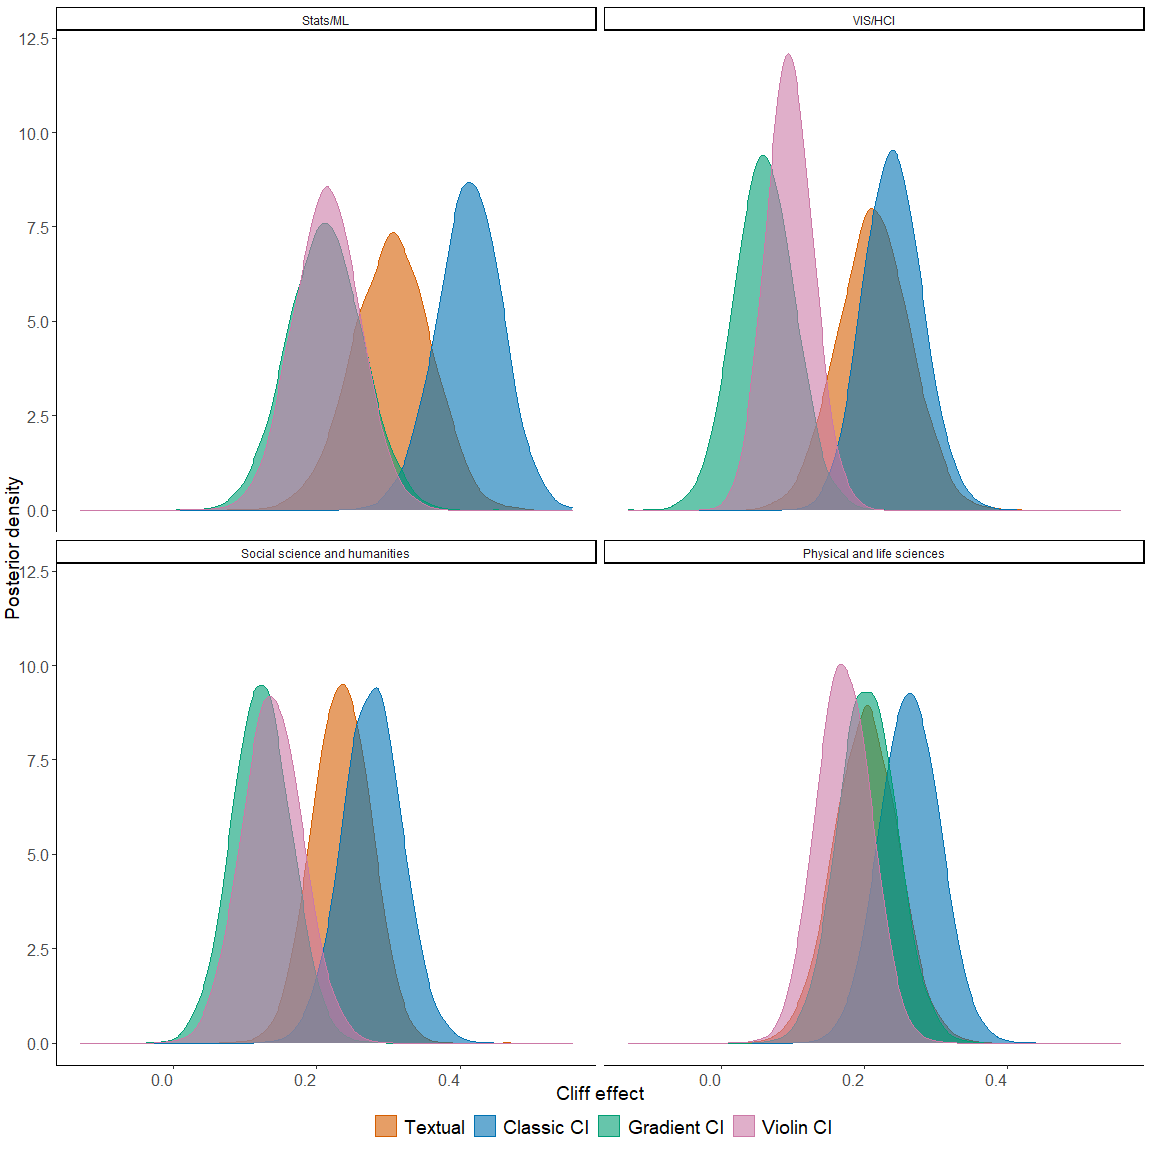 Stats/ML
VIS/HCI
12.5
10.0
7.5
5.0
2.5
0.0
Posterior density
Social science and humanities
Physical and life sciences
12.5
10.0
7.5
5.0
2.5
0.0
0.0 0.2 0.4
0.0 0.2 0.4
Cliff effect
Textual Classic CI Gradient CI Violin CI